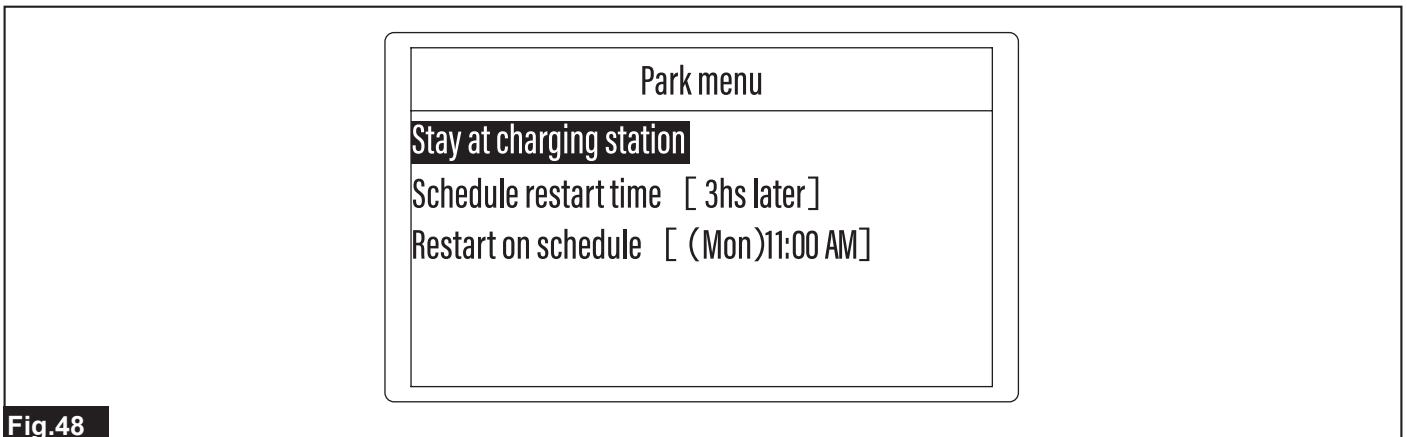 Park menu
Stay at charging station
Schedule restart time [ 3hs later]
Restart on schedule [ (Mon)11:00 AM]
Fig.48